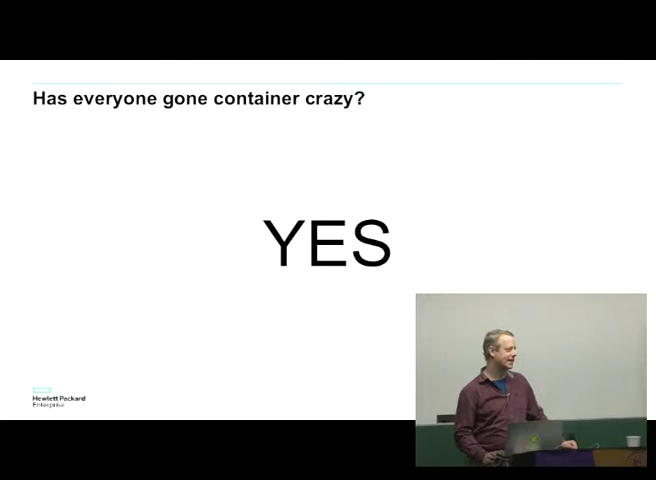 Has everyone gone container crazy?
YES
Hewlett Packard
Enterprise